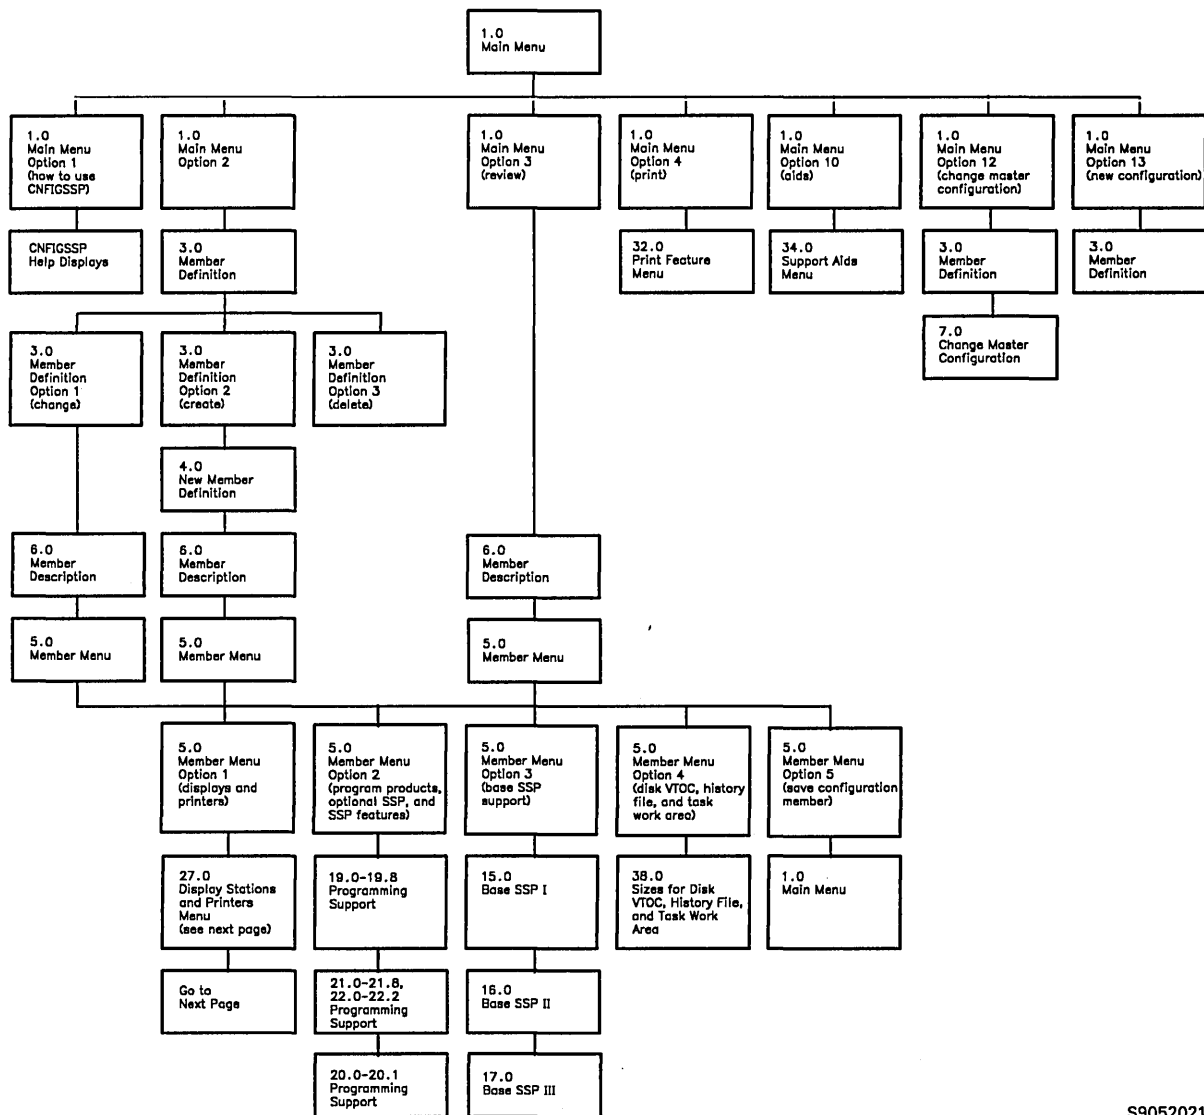 1.0
Main Menu
1.0
Main Menu
Option 1
(how to use
CNFIGSSP)
1.0
Main Menu
Option 2
1.0
Main Menu
Option 3
(review)
1.0
Main Menu
Option 4
(print)
1.0
Main Menu
Option 10
(aids)
1.0
Main Menu
Option 12
(change master
configuration)
1.0
Main Menu
Option 13
(new configuration)
CNFIGSSP
Help Displays
3.0
Member
Definition
32.0
Print Feature
Menu
34.0
Support Aids
Menu
3.0
Member
Definition
3.0
Member
Definition
7.0
Change Master
Configuration
3.0
Member
Definition
Option 1
(change)
3.0
Member
Definition
Option 2
(create)
3.0
Member
Definition
Option 3
(delete)
4.0
New Member
Definition
6.0
Member
Description
6.0
Member
Description
6.0
Member
Description
5.0
Member Menu
5.0
Member Menu
5.0
Member Menu
5.0
Member Menu
Option 1
(displays and
printers)
5.0
Member Menu
Option 2
(program products,
optional SSP, and
SSP features)
5.0
Member Menu
Option 3
(base SSP
support)
5.0
Member Menu
Option 4
(disk VTOC, history
file, and task
work area)
5.0
Member Menu
Option 5
(save configuration
member)
27.0
Display Stations
and Printers
Menu
(see next page)
19.0-19.8
Programming
Support
15.0
Base SSP I
38.0
Sizes for Disk
VTOC, History File,
and Task Work
Area
1.0
Main Menu
Go to
Next Page
21.0-21.8,
22.0-22.2
Programming
Support
16.0
Base SSP II
20.0-20.1
Programming
Support
17.0
Base SSP III
S9052021